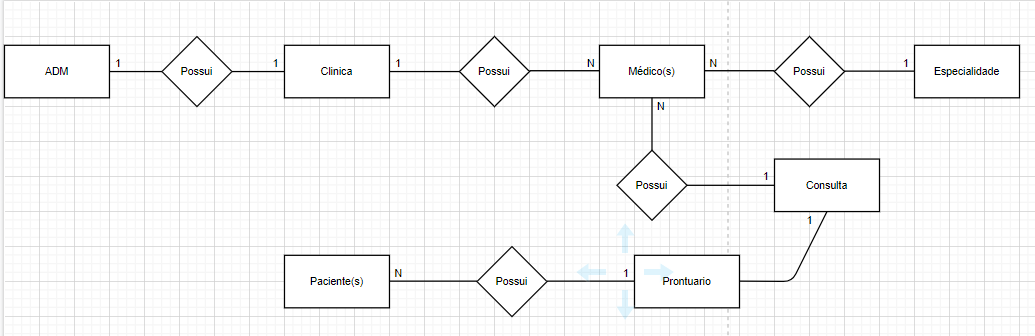 ADM 1 Possui 1 Clinica 1 Possui N Médico(s) N Possui 1 Especialidade
N
Possui 1 Consulta
1
Paciente(s) N Possui 1 Prontuario